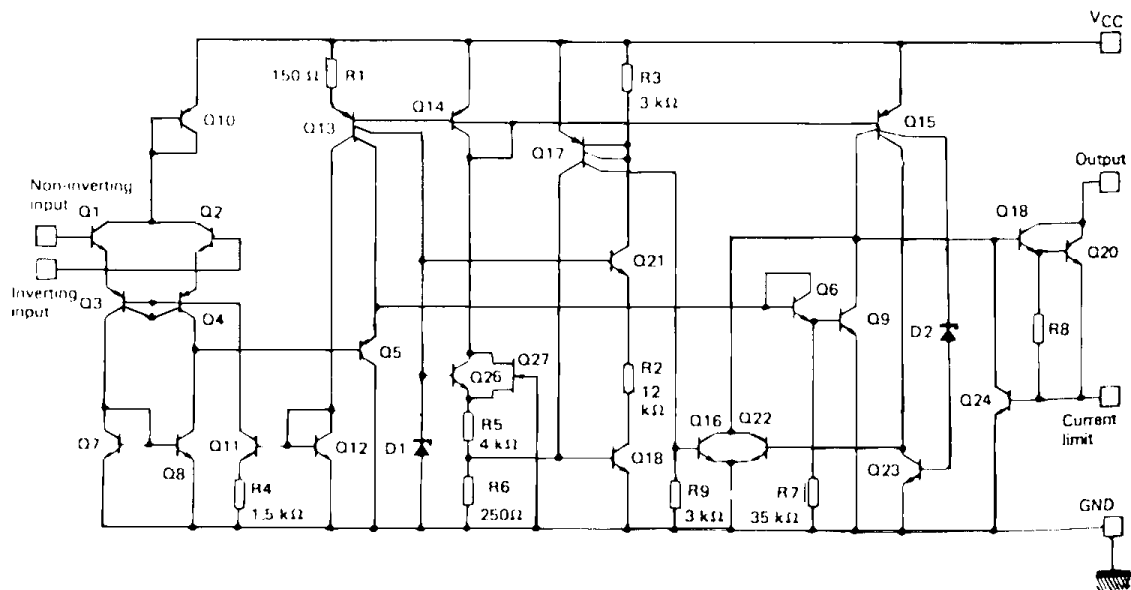 VCC
150 Ω
R1
R3
3 kΩ
Q10
Q13
Q14
Q15
Q17
Output
Non-inverting
input
Q1
Q2
Q18
Q20
Q21
Q6
Inverting
input
Q3
Q4
Q5
Q9
D2
R8
Q26
Q27
R2
12
kΩ
Q24
Q16
Q22
Current
limit
Q7
Q8
Q11
Q12
D1
R5
4 kΩ
Q18
Q23
R4
1.5 kΩ
R6
250Ω
R9
3 kΩ
R7
35 kΩ
GND